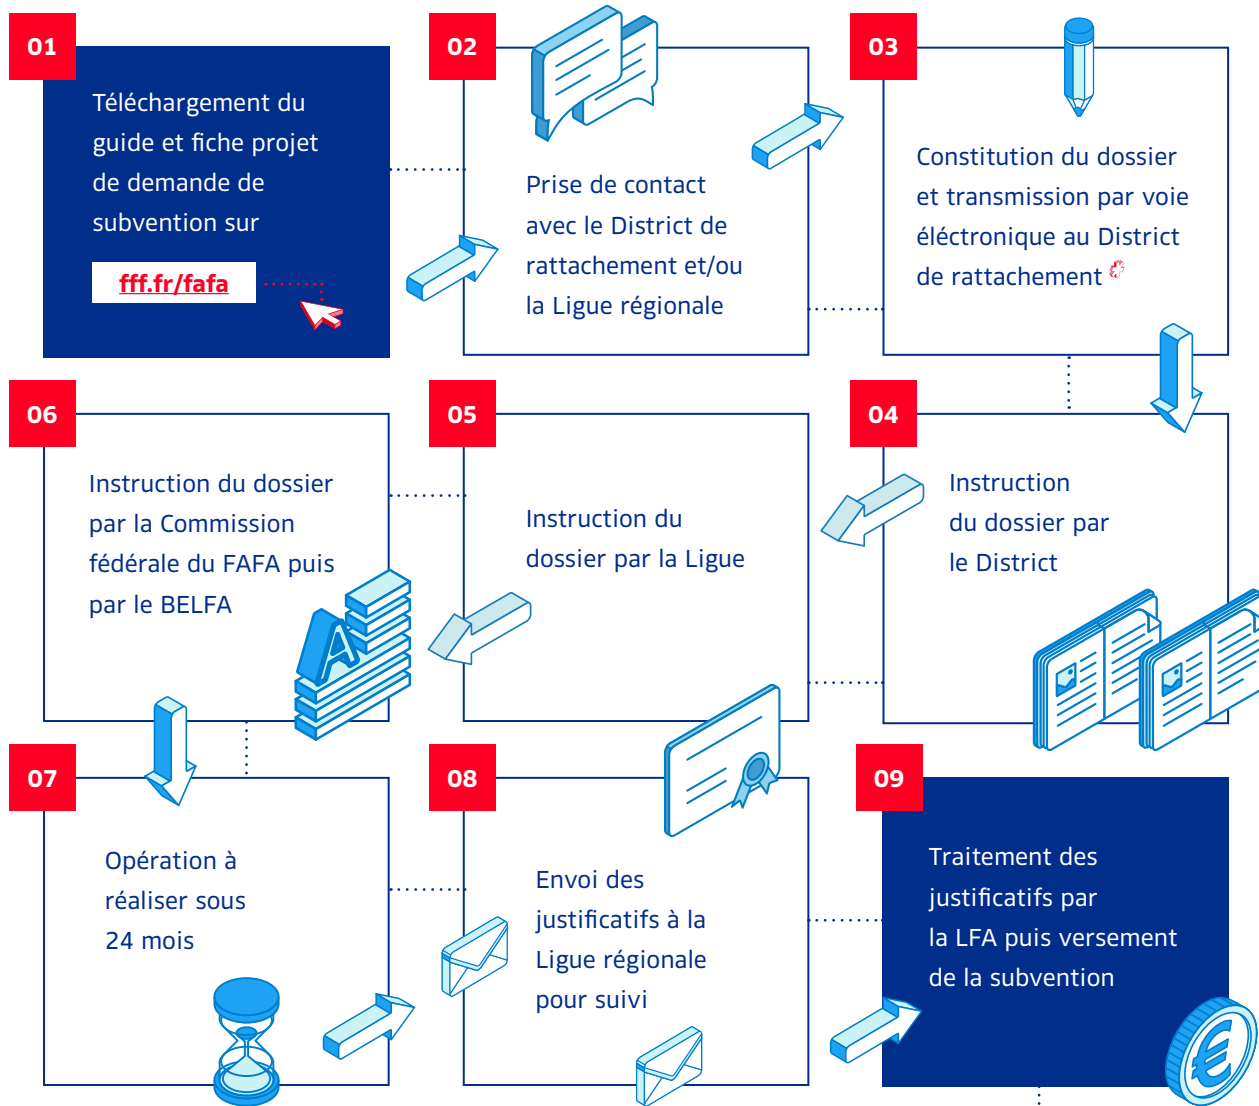 01
Téléchargement du
guide et fiche projet
de demande de
subvention sur
fff.fr/fafa
02
Prise de contact
avec le District de
rattachement et/ou
la Ligue régionale
03
Constitution du dossier
et transmission par voie
éléctronique au District
de rattachement
04
Instruction
du dossier par
le District
05
Instruction du
dossier par la Ligue
06
Instruction du dossier
par la Commission
fédérale du FAFA puis
par le BELFA
A
07
Opération à
réaliser sous
24 mois
08
Envoi des
justificatifs à la
Ligue régionale
pour suivi
09
Traitement des
justificatifs par
la LFA puis versement
de la subvention
€